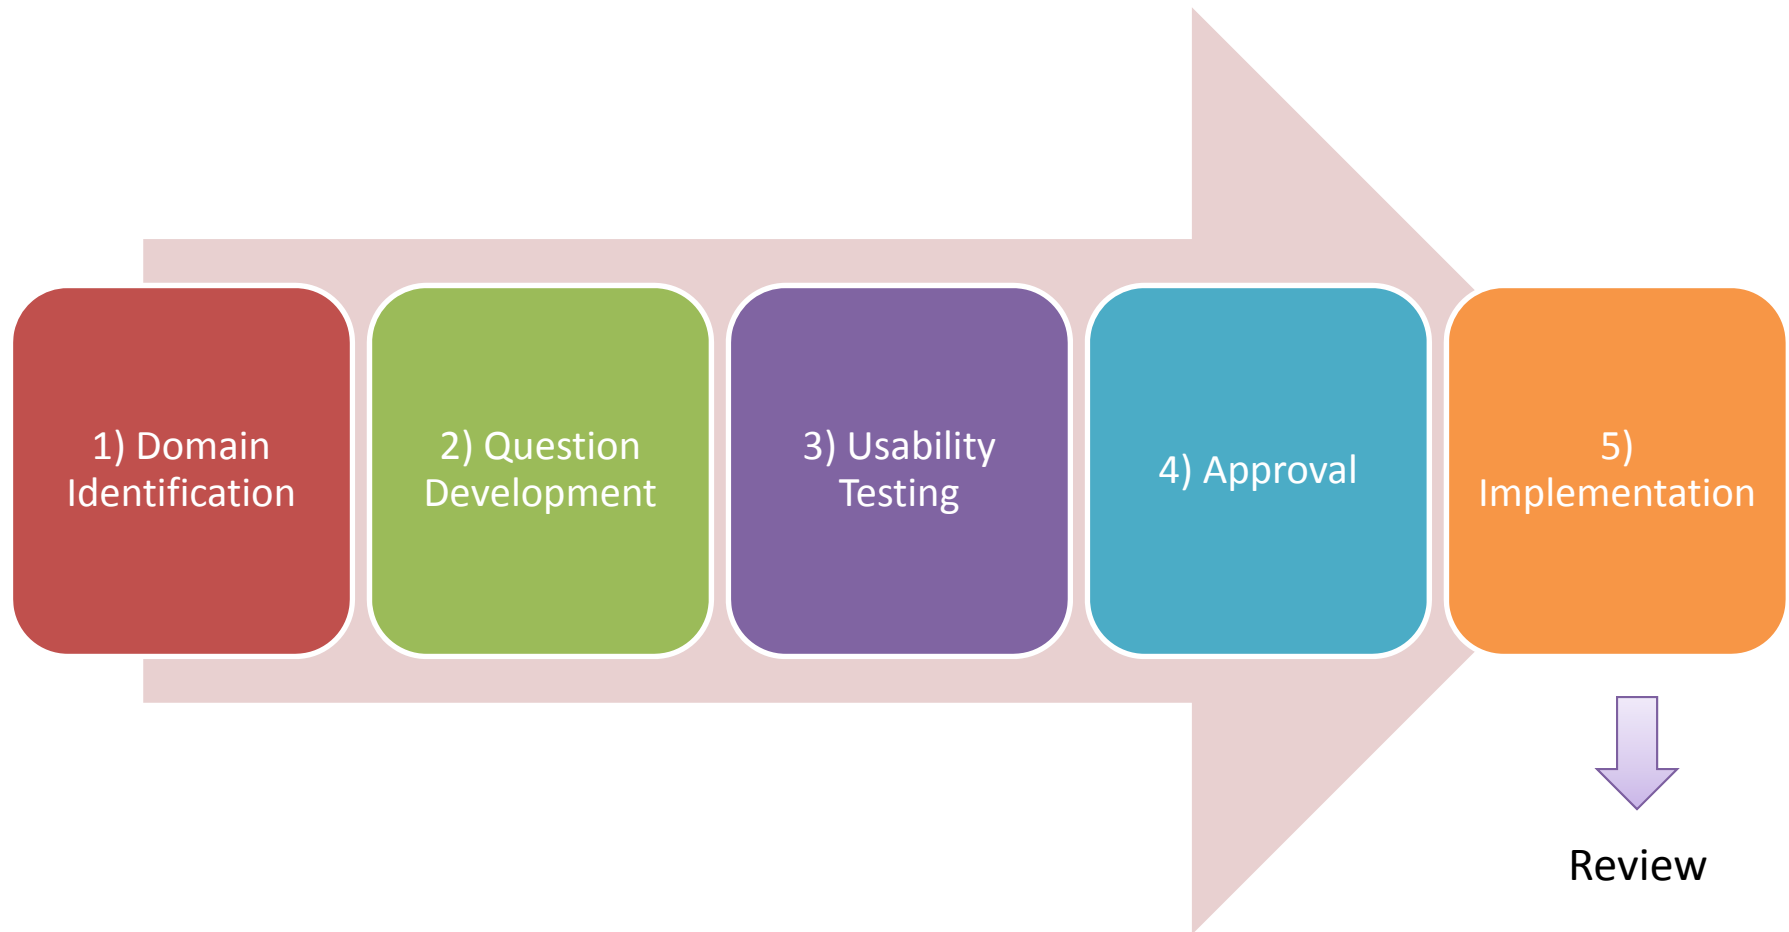 1) Domain
Identification
2) Question
Development
3) Usability
Testing
4) Approval
5)
Implementation
Review